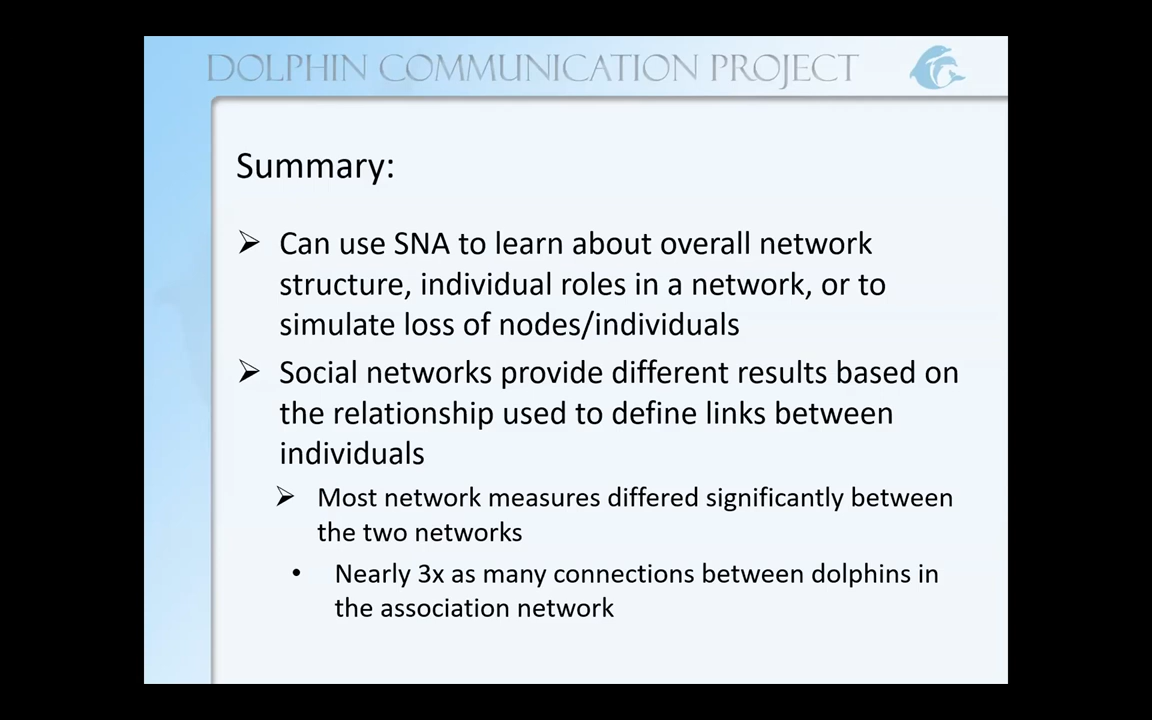 DOLPHIN COMMUNICATION PROJECT
Summary:
➢ Can use SNA to learn about overall network
structure, individual roles in a network, or to
simulate loss of nodes/individuals
➢ Social networks provide different results based on
the relationship used to define links between
individuals
➢ Most network measures differed significantly between
the two networks
• Nearly 3x as many connections between dolphins in
the association network